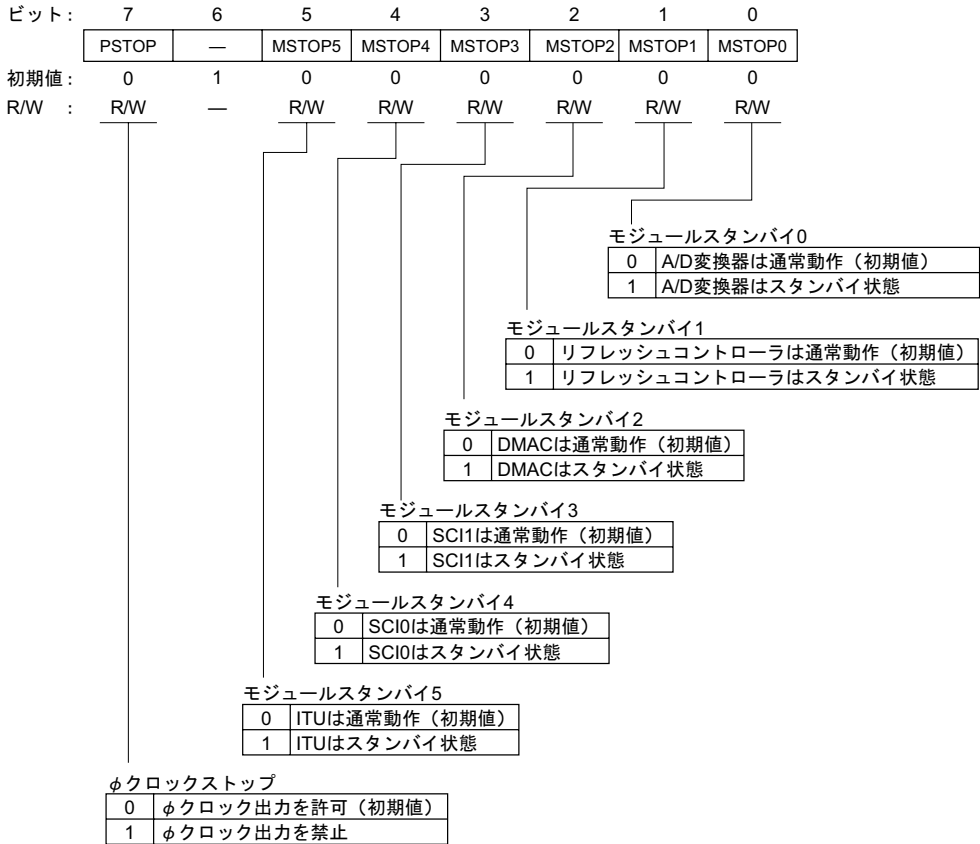 ビット： 7 6 5 4 3 2 1 0
PSTOP — MSTOP5 MSTOP4 MSTOP3 MSTOP2 MSTOP1 MSTOP0
初期値： 0 1 0 0 0 0 0 0
R/W ： R/W — R/W R/W R/W R/W R/W R/W
モジュールスタンバイ0
0 A/D変換器は通常動作（初期値）
1 A/D変換器はスタンバイ状態
モジュールスタンバイ1
0 リフレッシュコントローラは通常動作（初期値）
1 リフレッシュコントローラはスタンバイ状態
モジュールスタンバイ2
0 DMACは通常動作（初期値）
1 DMACはスタンバイ状態
モジュールスタンバイ3
0 SCI1は通常動作（初期値）
1 SCI1はスタンバイ状態
モジュールスタンバイ4
0 SCI0は通常動作（初期値）
1 SCI0はスタンバイ状態
モジュールスタンバイ5
0 ITUは通常動作（初期値）
1 ITUはスタンバイ状態
φクロックストップ
0 φクロック出力を許可（初期値）
1 φクロック出力を禁止